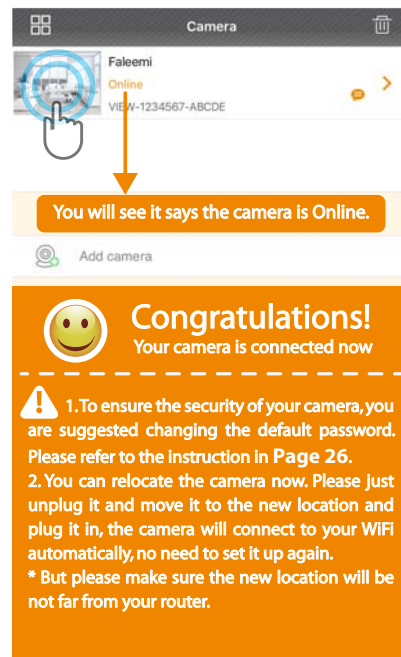 Camera
Faleemi
Online
VIEW-1234567-ABCDE
You will see it says the camera is Online.
Add camera
Congratulations!
Your camera is connected now
1.To ensure the security of your camera,you
are suggested changing the default password.
Please refer to the instruction in Page 26.
2. You can relocate the camera now. Please just
unplug it and move it to the new location and
plug it in, the camera will connect to your WiFi
automatically, no need to set it up again.
* But please make sure the new location will be
not far from your router.